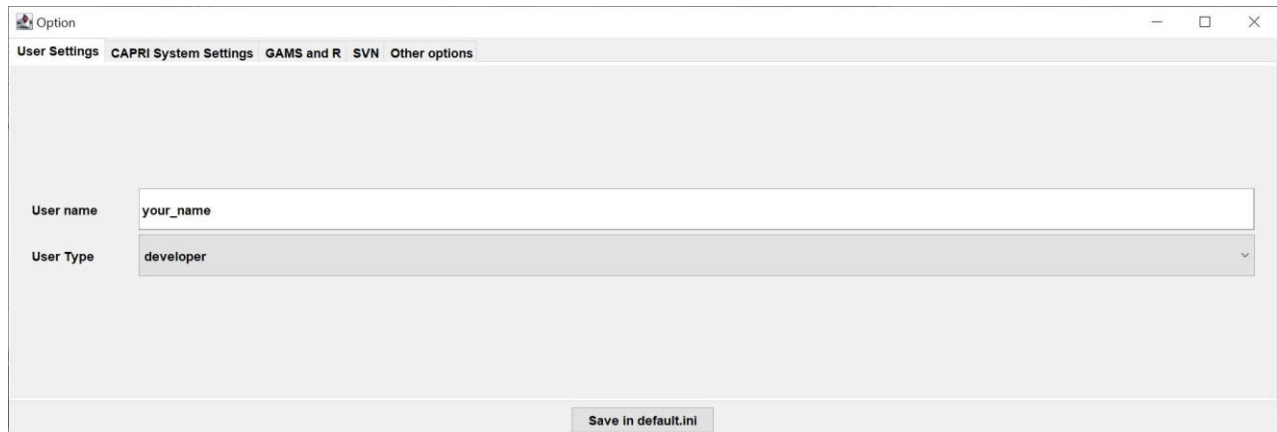 Option
User Settings CAPRI System Settings GAMS and R SVN Other options
User name your_name
User Type developer
Save in default.ini